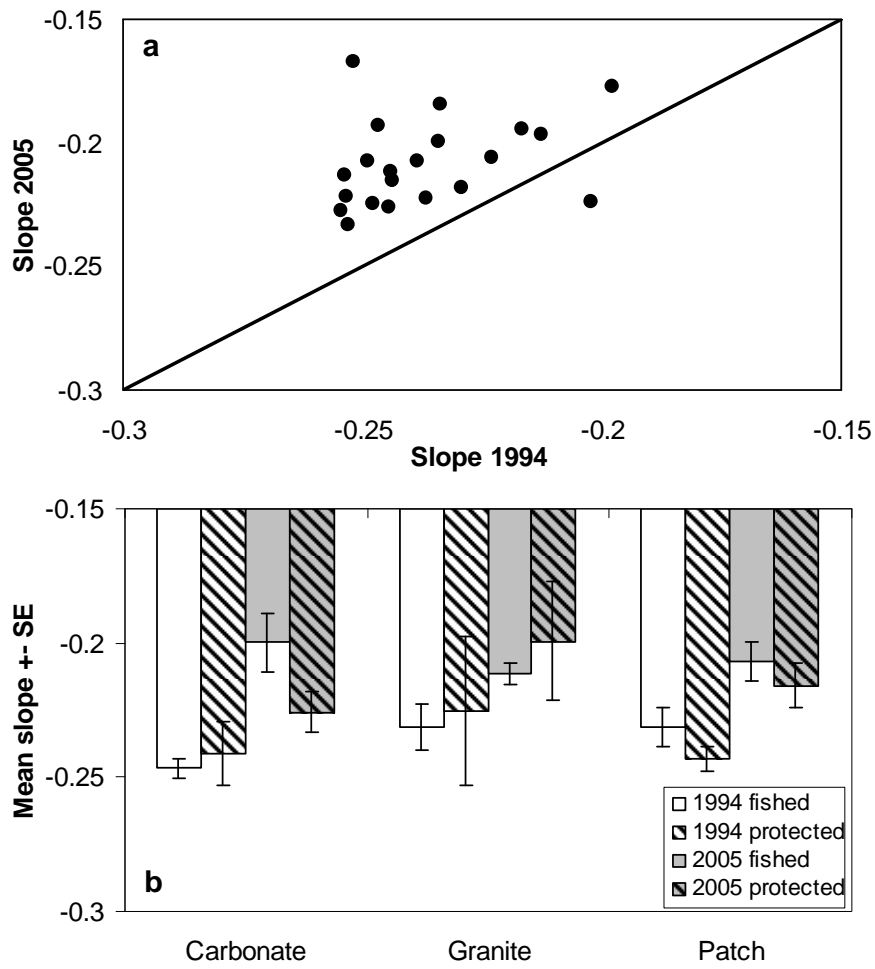 a
-0.15
-0.2
-0.25
-0.3
Slope 2005
-0.3 -0.25 -0.2 -0.15
Slope 1994
-0.15
-0.2
-0.25
-0.3
Mean slope +- SE
1994 fished
1994 protected
2005 fished
2005 protected
b
Carbonate Granite Patch